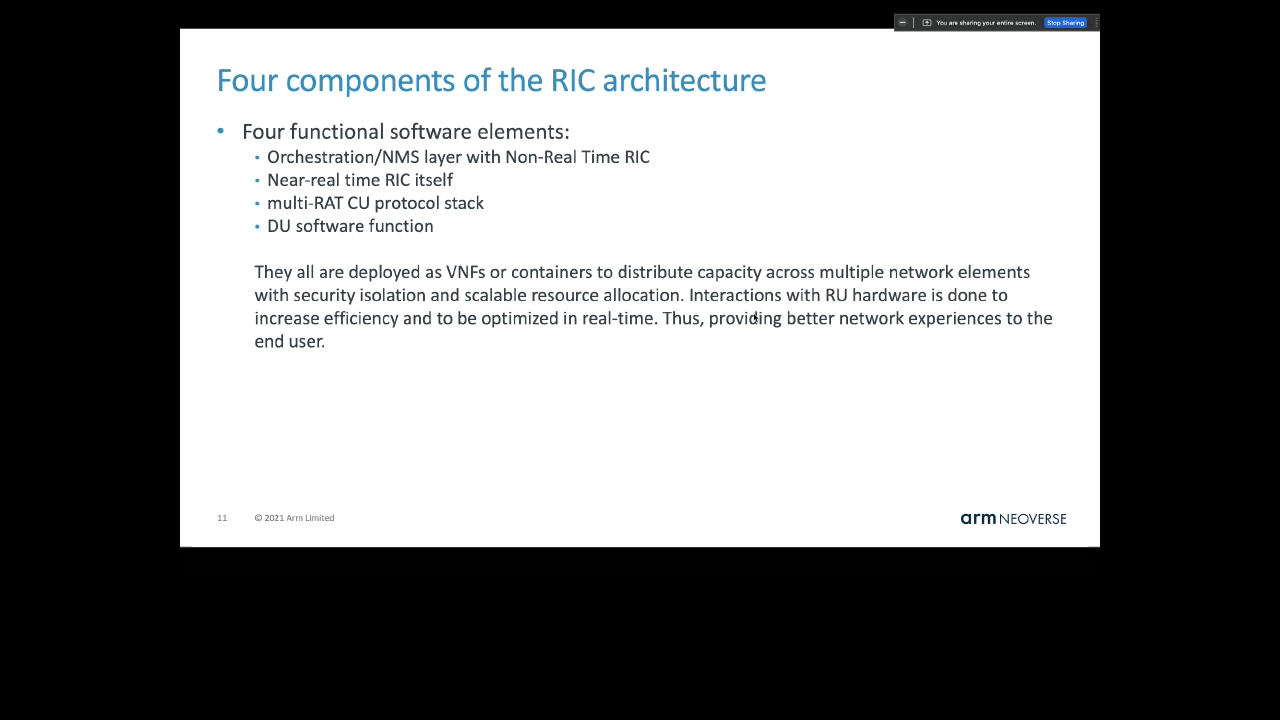 You are sharing your entire screen. Stop Sharing
Four components of the RIC architecture
• Four functional software elements:
• Orchestration/NMS layer with Non-Real Time RIC
• Near-real time RIC itself
• multi-RAT CU protocol stack
• DU software function
They all are deployed as VNFs or containers to distribute capacity across multiple network elements
with security isolation and scalable resource allocation. Interactions with RU hardware is done to
increase efficiency and to be optimized in real-time. Thus, providing better network experiences to the
end user.
11 © 2021 Arm Limited
arm NEOVERSE